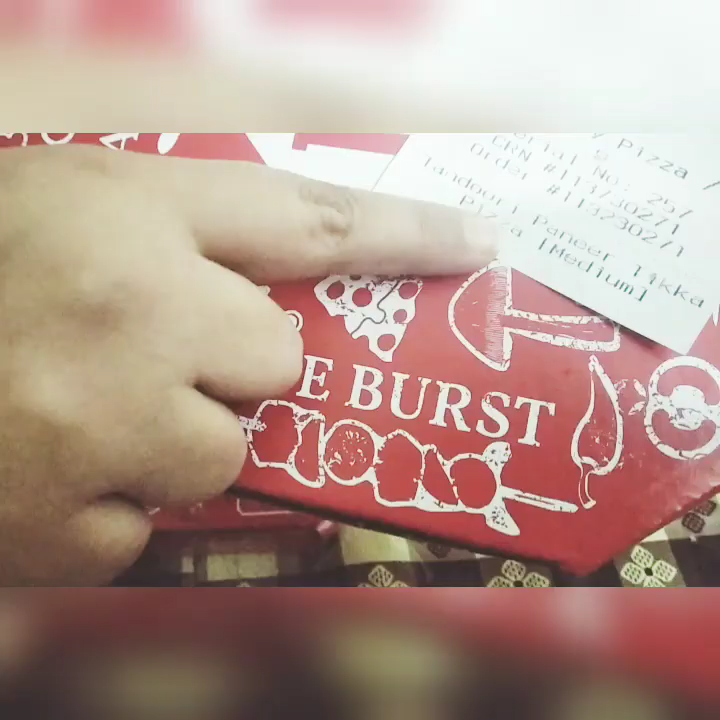 Pizza /
Serial No: 257
CRN #113230271
Order #113230271
Tandoori Paneer Tikka
Pizza [Medium]
E BURST